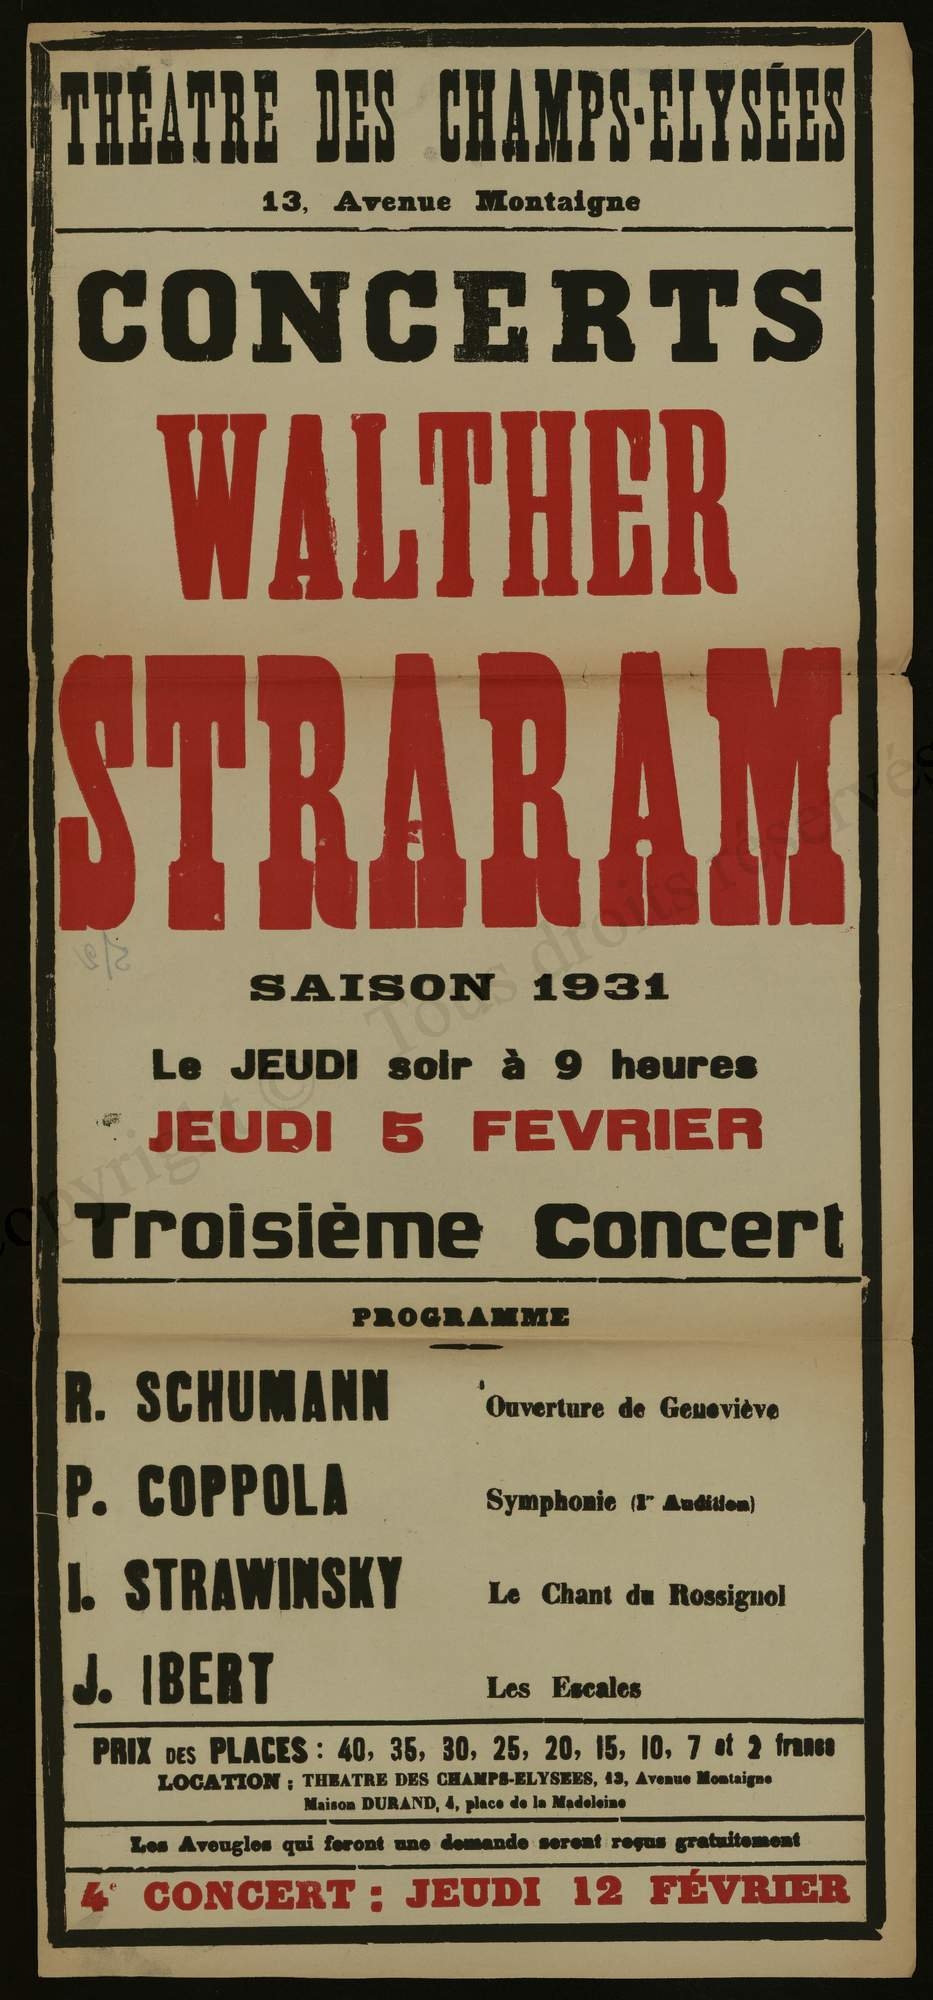 THÉATRE DES CHAMPS-ELYSÉES
13, Avenue Montaigne
CONCERTS
WALTHER
STRARAM
SAISON 1931
Le JEUDI soir à 9 heures
JEUDI 5 FEVRIER
Troisième Concert
PROGRAMME
R. SCHUMANN Ouverture de Geneviève
P. COPPOLA Symphonie (1re Audition)
I. STRAWINSKY Le Chant du Rossignol
J. IBERT Les Escales
PRIX DES PLACES : 40, 35, 30, 25, 20, 15, 10, 7 et 2 francs
LOCATION : THEATRE DES CHAMPS-ELYSEES, 13, Avenue Montaigne
Maison DURAND, 4, place de la Madeleine
Les Aveugles qui feront une demande seront reçus gratuitement
4e CONCERT : JEUDI 12 FÉVRIER
Copyright © Tous droits réservés